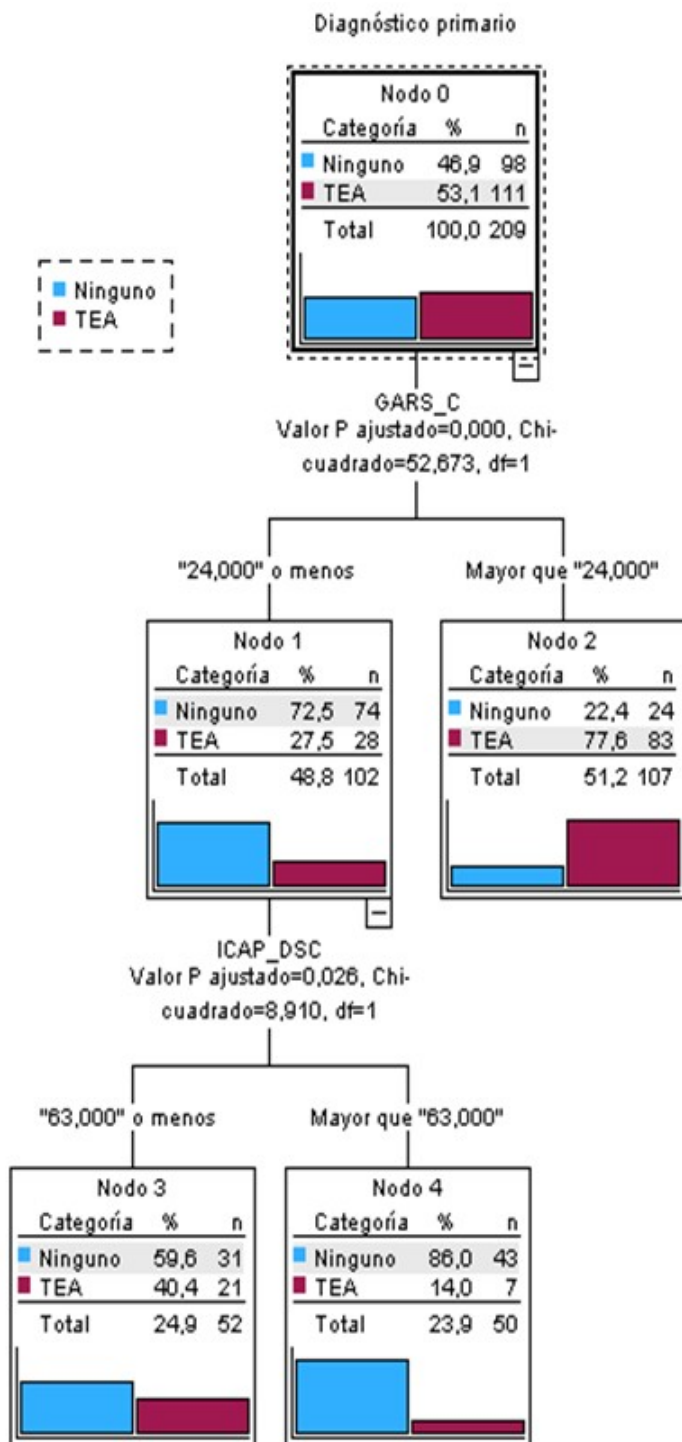 Diagnóstico primario
Nodo 0
Categoría % n
Ninguno 46,9 98
TEA 53,1 111
Total 100,0 209
Ninguno
TEA
GARS_C
Valor P ajustado=0,000, Chi-
cuadrado=52,673, df=1
"24,000" o menos
Mayor que "24,000"
Nodo 1
Categoría % n
Ninguno 72,5 74
TEA 27,5 28
Total 48,8 102
Nodo 2
Categoría % n
Ninguno 22,4 24
TEA 77,6 83
Total 51,2 107
ICAP_DSC
Valor P ajustado=0,026, Chi-
cuadrado=8,910, df=1
"63,000" o menos
Mayor que "63,000"
Nodo 3
Categoría % n
Ninguno 59,6 31
TEA 40,4 21
Total 24,9 52
Nodo 4
Categoría % n
Ninguno 86,0 43
TEA 14,0 7
Total 23,9 50